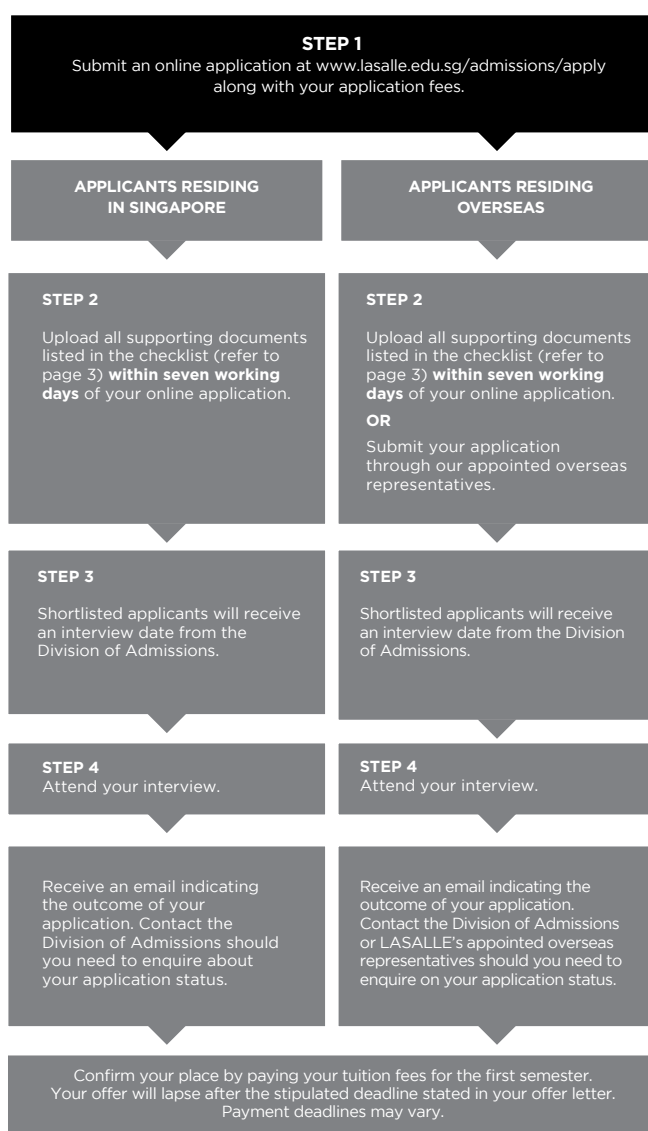 STEP 1
Submit an online application at www.lasalle.edu.sg/admissions/apply
along with your application fees.
APPLICANTS RESIDING
IN SINGAPORE
APPLICANTS RESIDING
OVERSEAS
STEP 2
Upload all supporting documents
listed in the checklist (refer to
page 3) within seven working
days of your online application.
STEP 2
Upload all supporting documents
listed in the checklist (refer to
page 3) within seven working
days of your online application.
OR
Submit your application
through our appointed overseas
representatives.
STEP 3
Shortlisted applicants will receive
an interview date from the
Division of Admissions.
STEP 3
Shortlisted applicants will receive
an interview date from the Division
of Admissions.
STEP 4
Attend your interview.
STEP 4
Attend your interview.
Receive an email indicating
the outcome of your
application. Contact the
Division of Admissions should
you need to enquire about
your application status.
Receive an email indicating the
outcome of your application.
Contact the Division of Admissions
or LASALLE's appointed overseas
representatives should you need to
enquire on your application status.
Confirm your place by paying your tuition fees for the first semester.
Your offer will lapse after the stipulated deadline stated in your offer letter.
Payment deadlines may vary.